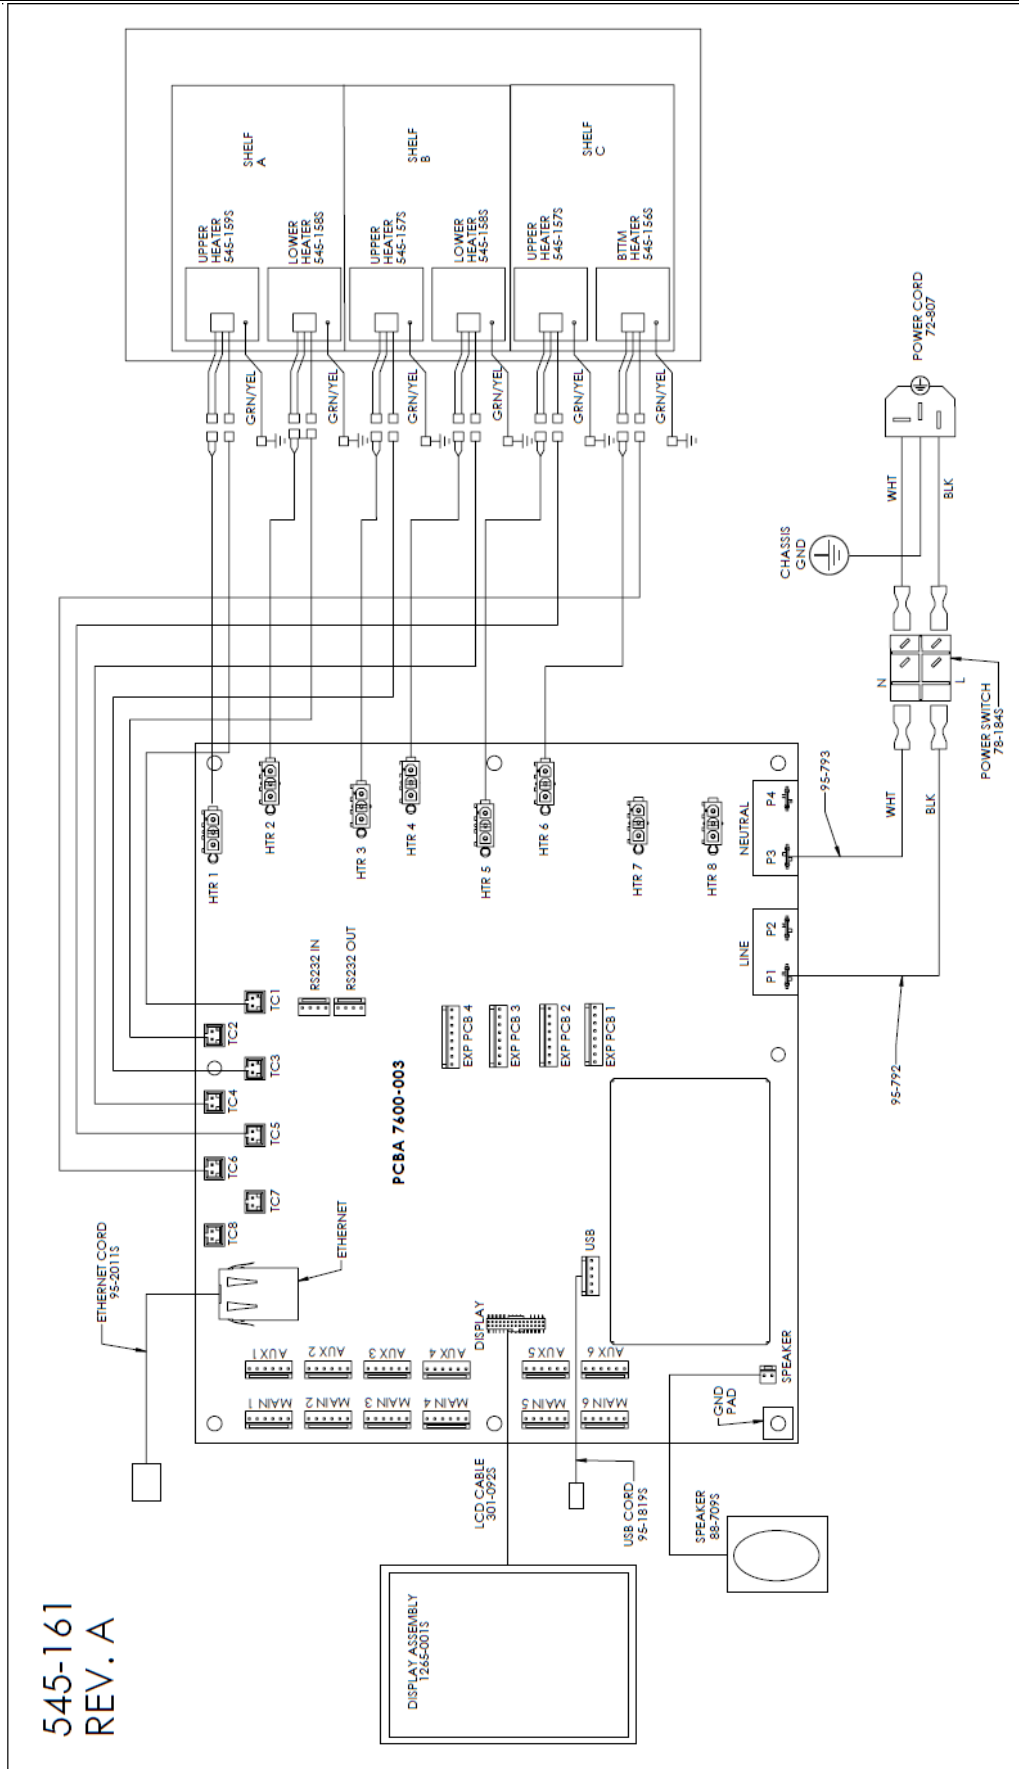 545-161
REV. A
SHELF
A
SHELF
B
SHELF
C
UPPER
HEATER
545-159S
LOWER
HEATER
545-158S
UPPER
HEATER
545-157S
LOWER
HEATER
545-158S
UPPER
HEATER
545-157S
BTTM
HEATER
545-156S
GRN/YEL
GRN/YEL
GRN/YEL
GRN/YEL
GRN/YEL
GRN/YEL
POWER CORD
72-807
WHT
BLK
CHASSIS
GND
N
L
POWER SWITCH
78-184S
95-793
WHT
BLK
95-792
HTR 1
HTR 2
HTR 3
HTR 4
HTR 5
HTR 6
HTR 7
HTR 8
NEUTRAL
P4
P3
LINE
P2
P1
RS232 IN
RS232 OUT
TC1
TC2
TC3
TC4
TC5
TC6
TC7
TC8
EXP PCB 4
EXP PCB 3
EXP PCB 2
EXP PCB 1
PCBA 7600-003
ETHERNET CORD
95-2011S
ETHERNET
USB
DISPLAY
AUX1
AUX 2
AUX 3
AUX 4
AUX5
AUX 6
MAIN 1
MAIN 2
MAIN 3
MAIN 4
MAIN 5
MAIN 6
SPEAKER
GND
PAD
LCD CABLE
301-092S
USB CORD
95-1819S
SPEAKER
88-709S
DISPLAY ASSEMBLY
1265-001S